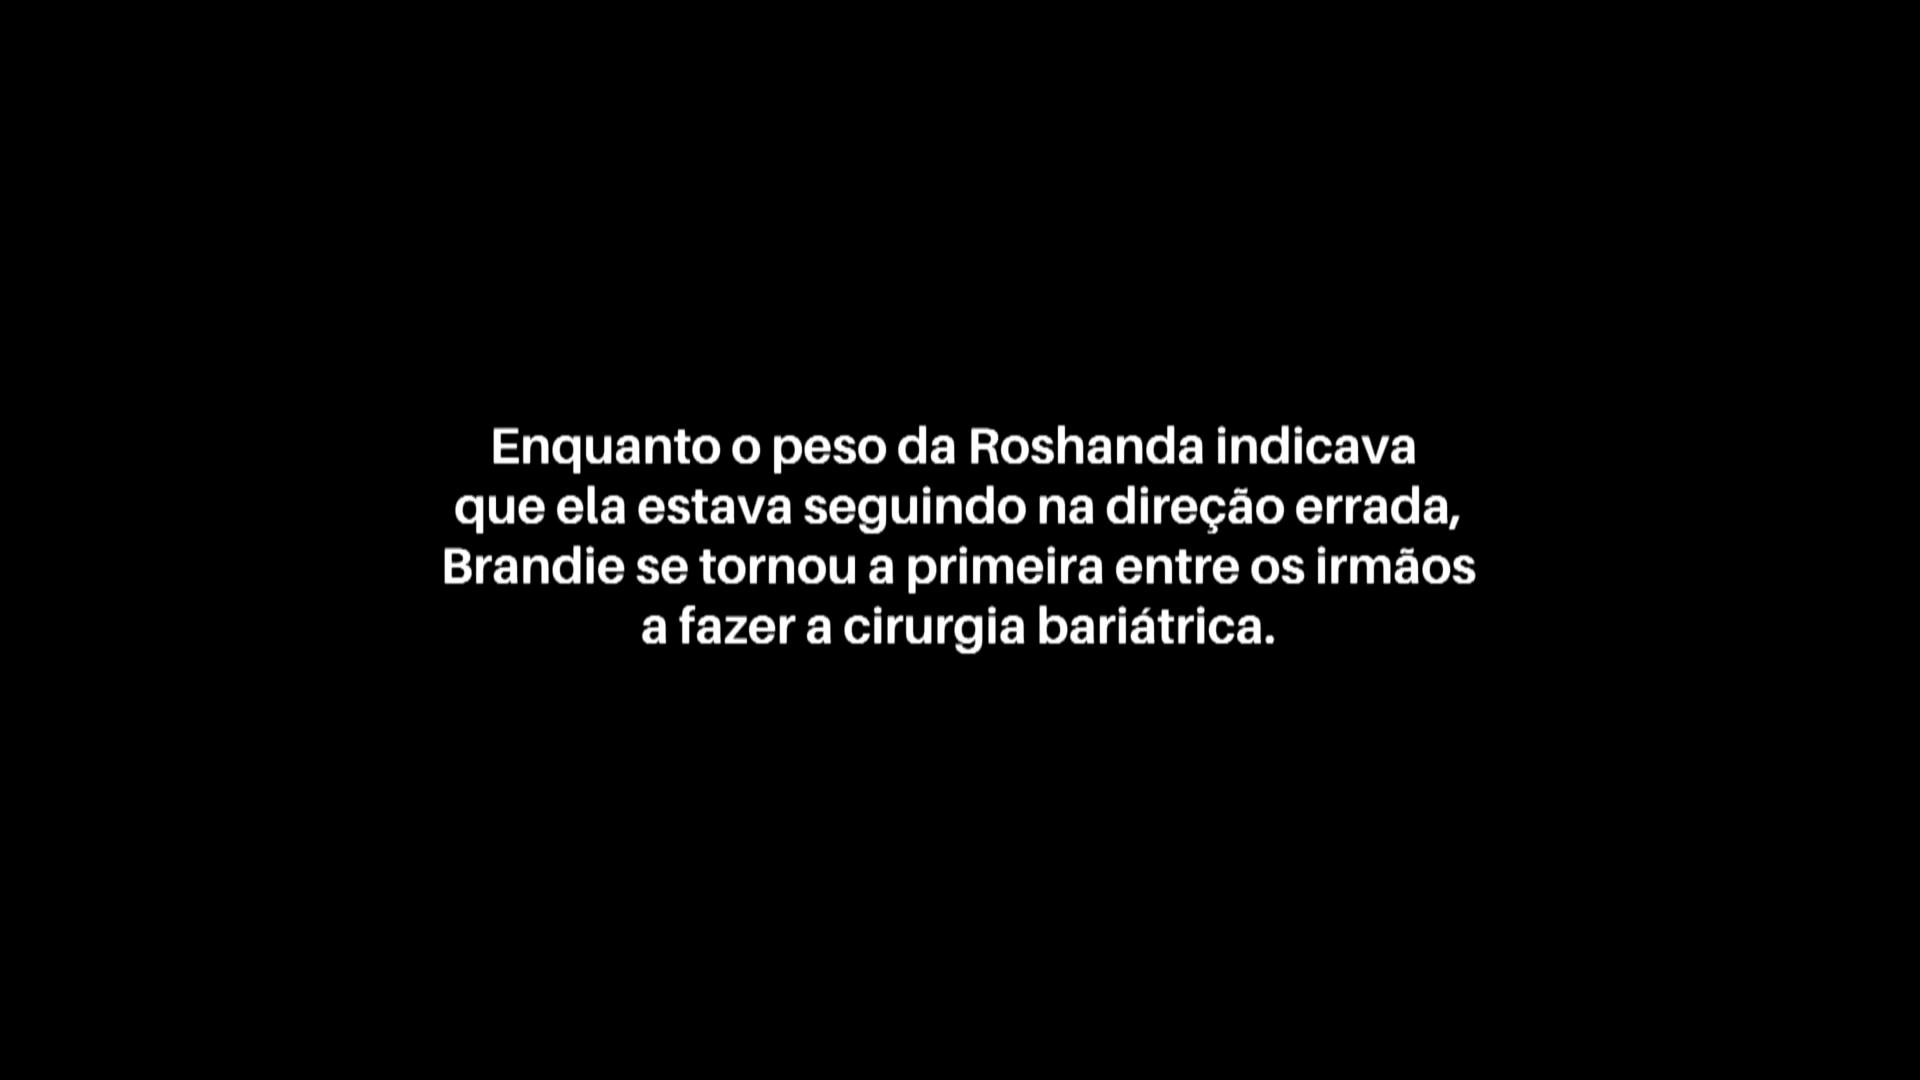 Enquanto o peso da Roshanda indicava
que ela estava seguindo na direção errada,
Brandie se tornou a primeira entre os irmãos
a fazer a cirurgia bariátrica.